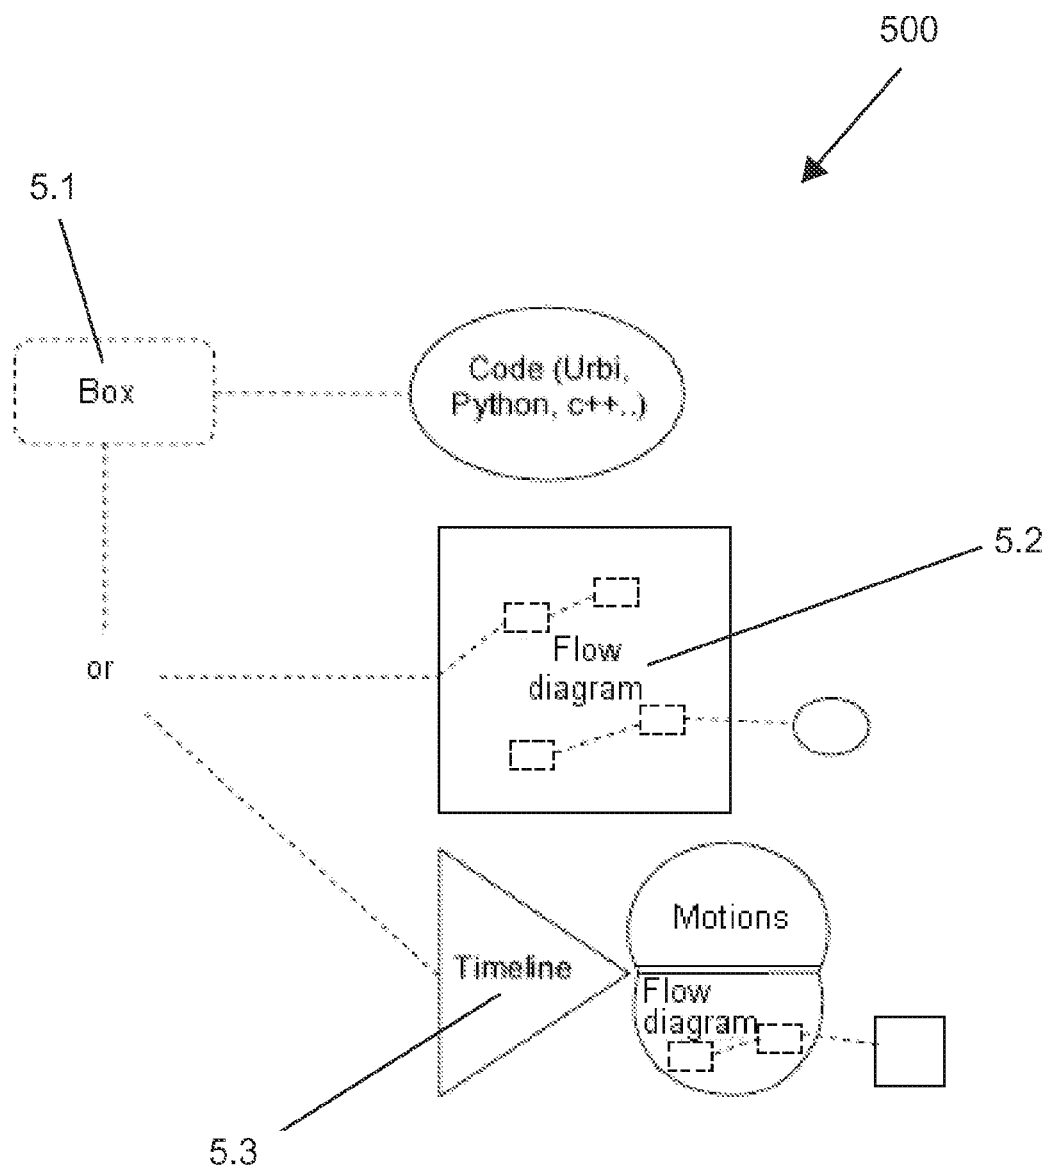 500
5.1
Box
Code (Urbi,
Python, c++..)
5.2
or
Flow
diagram
Motions
Timeline
Flow
diagram
5.3